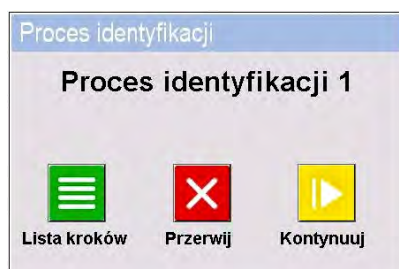 Proces identyfikacji
Proces identyfikacji 1
Lista kroków Przerwij Kontynuuj